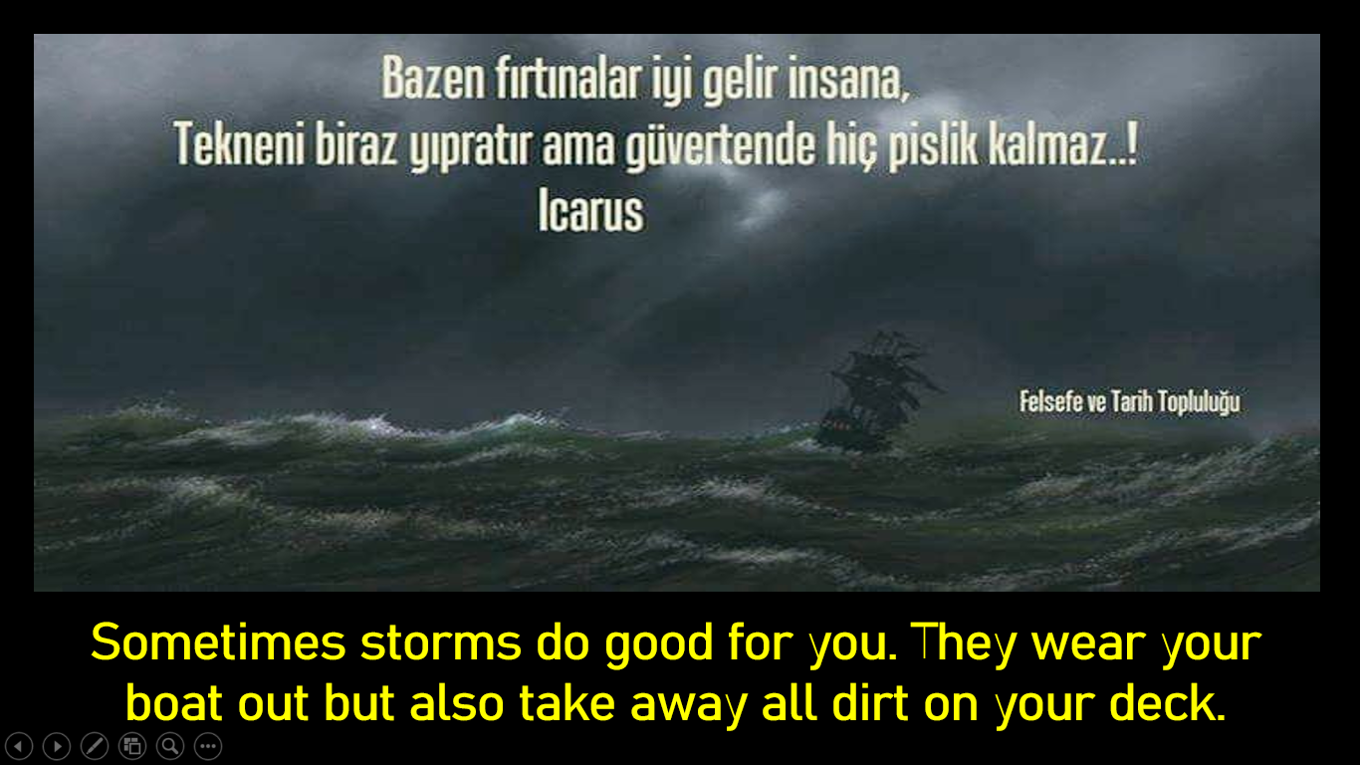 Bazen fırtınalar iyi gelir insana,
Tekneni biraz yıpratır ama güvertende hiç pislik kalmaz..!
Icarus
Felsefe ve Tarih Topluluğu
Sometimes storms do good for you. They wear your
boat out but also take away all dirt on your deck.